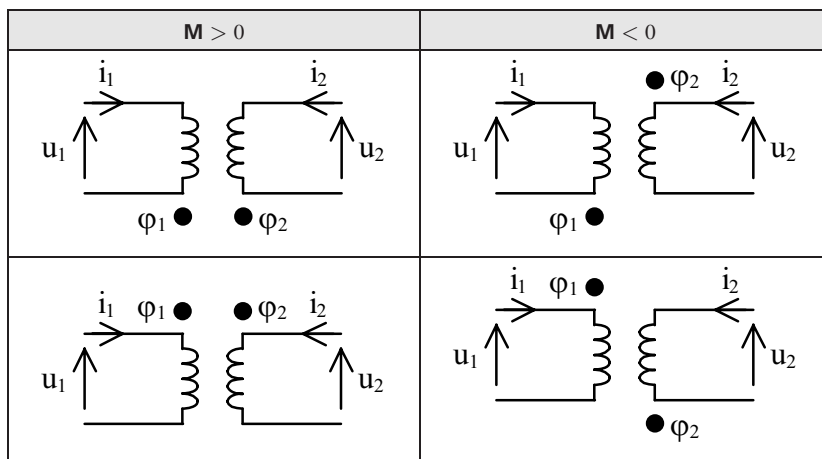 M > 0 M < 0
i₁ i₂
u₁ u₂
φ₁ φ₂
φ₂
i₁ i₂
u₁ u₂
φ₁
i₁ φ₁ φ₂ i₂
u₁ u₂
i₁ φ₁ i₂
u₁ u₂
φ₂